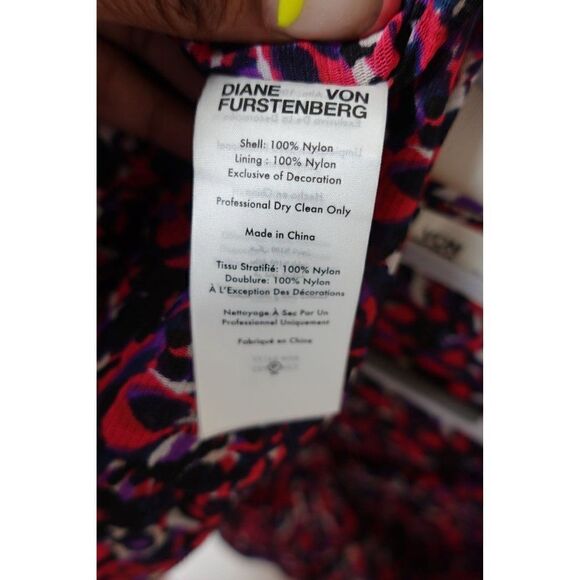 DIANE VON
FURSTENBERG
Shell: 100% Nylon
Lining : 100% Nylon
Exclusive of Decoration
Professional Dry Clean Only
Made in China
Tissu Stratifié: 100% Nylon
Doublure: 100% Nylon
À L'Exception Des Décorations
Nettoyage À Sec Par Un
Professionnel Uniquement
Fabriqué en Chine
VON